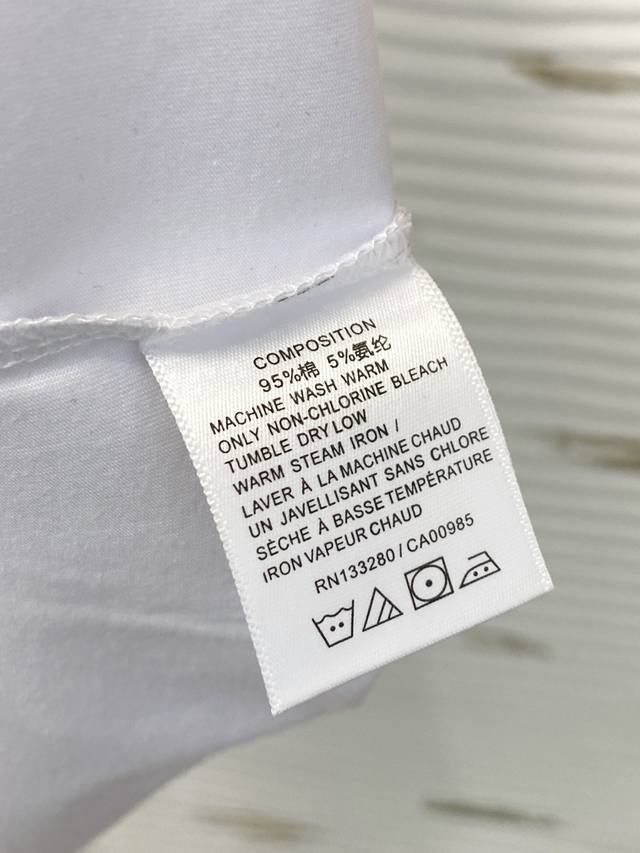 COMPOSITION
95%棉 5%氨纶
MACHINE WASH WARM
ONLY NON-CHLORINE BLEACH
TUMBLE DRY LOW
WARM STEAM IRON /
LAVER À LA MACHINE CHAUD
UN JAVELLISANT SANS CHLORE
SÈCHE À BASSE TEMPÉRATURE
IRON VAPEUR CHAUD
RN133280 / CA00985